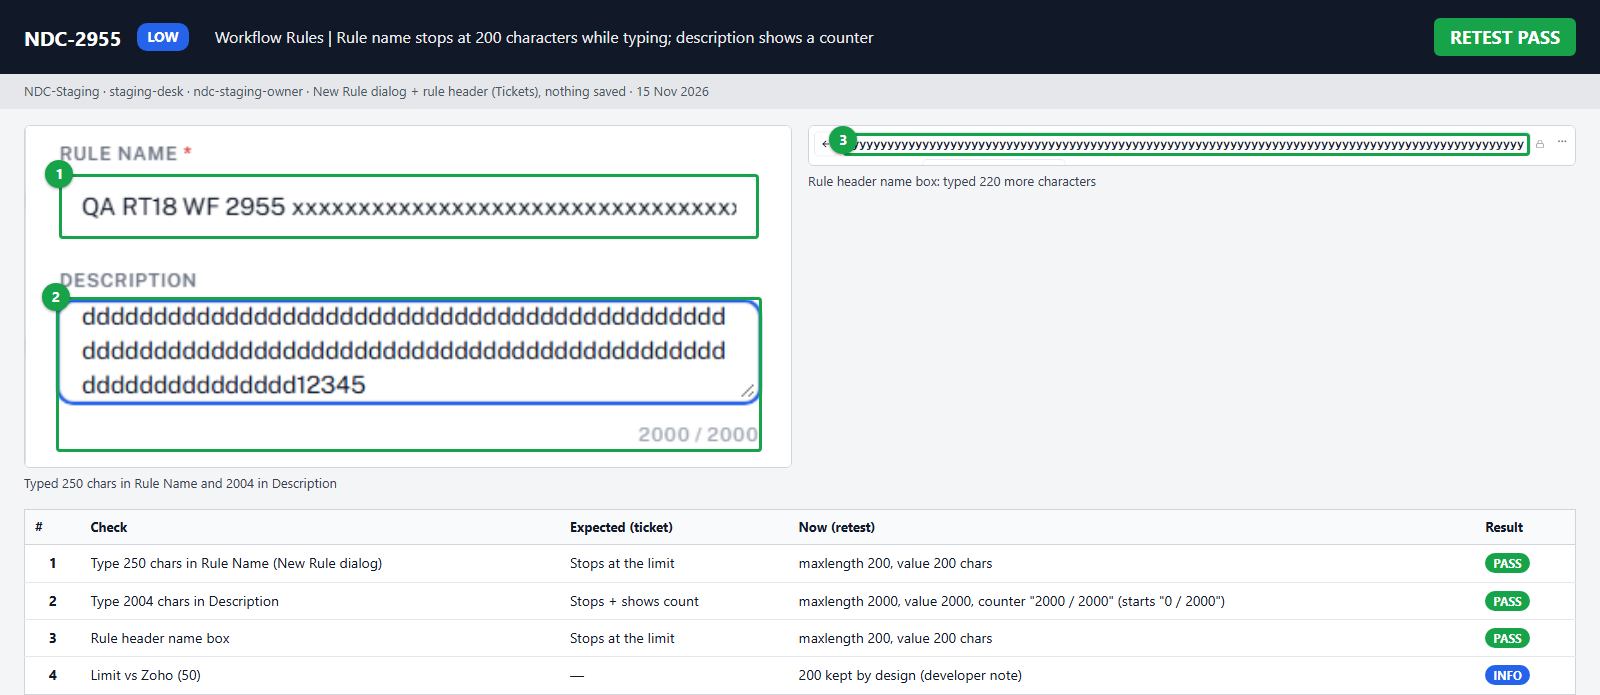 NDC-2955 LOW Workflow Rules | Rule name stops at 200 characters while typing; description shows a counter RETEST PASS
NDC-Staging · staging-desk · ndc-staging-owner · New Rule dialog + rule header (Tickets), nothing saved · 15 Nov 2026
RULE NAME *
1
QA RT18 WF 2955
DESCRIPTION
2
12345
2000 / 2000
Typed 250 chars in Rule Name and 2004 in Description
3
Rule header name box: typed 220 more characters
# Check Expected (ticket) Now (retest) Result
1 Type 250 chars in Rule Name (New Rule dialog) Stops at the limit maxlength 200, value 200 chars PASS
2 Type 2004 chars in Description Stops + shows count maxlength 2000, value 2000, counter "2000 / 2000" (starts "0 / 2000") PASS
3 Rule header name box Stops at the limit maxlength 200, value 200 chars PASS
4 Limit vs Zoho (50) — 200 kept by design (developer note) INFO